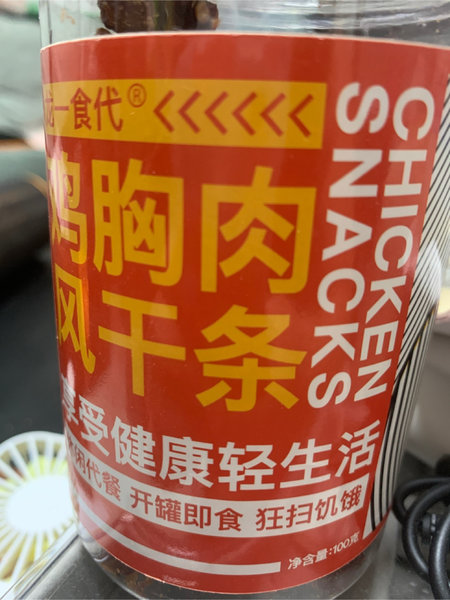 一食代®
鸡胸肉
风干条
CHICKEN
SNACKS
享受健康轻生活
闲代餐 开罐即食 狂扫饥饿
净含量:100克